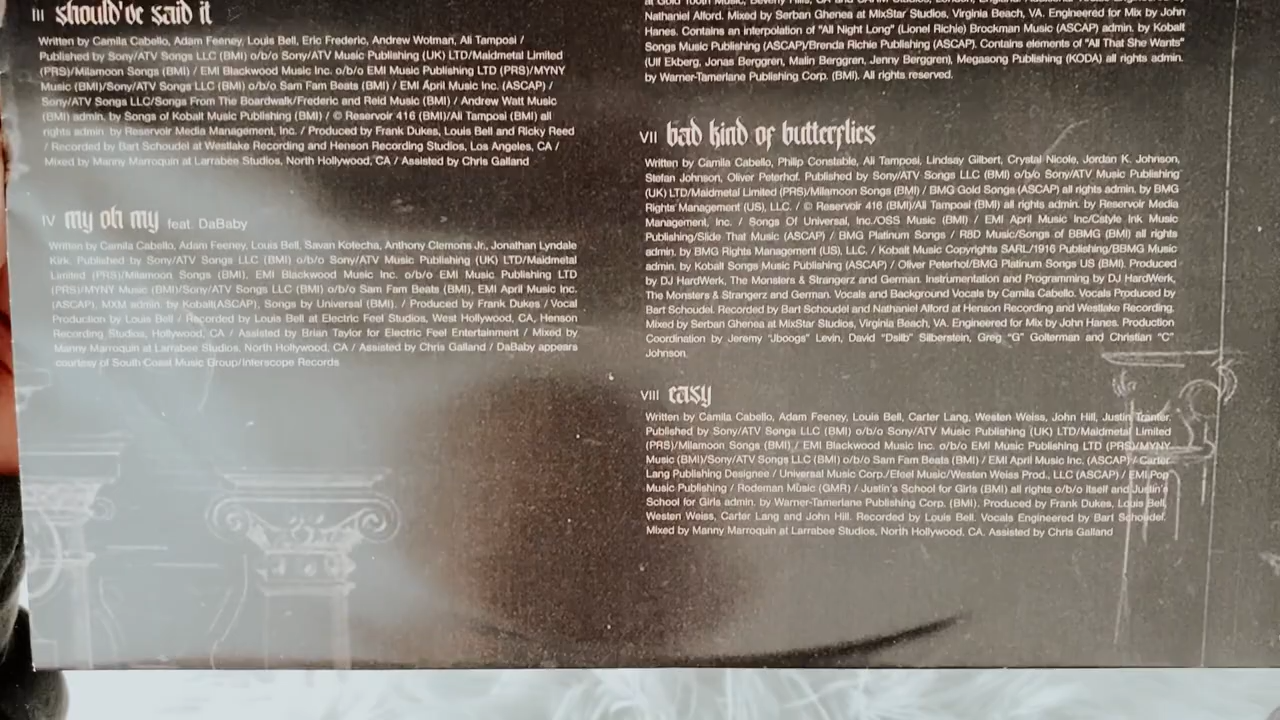 III should've said it
Written by Camila Cabello, Adam Feeney, Louis Bell, Eric Frederic, Andrew Wotman, Ali Tamposi /
Published by Sony/ATV Songs LLC (BMI) o/b/o Sony/ATV Music Publishing (UK) LTD/Maidmetal Limited
(PRS)/Milamoon Songs (BMI) / EMI Blackwood Music Inc. o/b/o EMI Music Publishing LTD (PRS)/MYNY
Music (BMI)/Sony/ATV Songs LLC (BMI) o/b/o Sam Fam Beats (BMI) / EMI April Music Inc. (ASCAP) /
Sony/ATV Songs LLC/Songs From The Boardwalk/Frederic and Reid Music (BMI) / Andrew Watt Music
(BMI) admin. by Songs of Kobalt Music Publishing (BMI) / © Reservoir 416 (BMI)/Ali Tamposi (BMI) all
rights admin. by Reservoir Media Management, Inc. / Produced by Frank Dukes, Louis Bell and Ricky Reed
/ Recorded by Bart Schoudel at Westlake Recording and Henson Recording Studios, Los Angeles, CA /
Mixed by Manny Marroquin at Larrabee Studios, North Hollywood, CA / Assisted by Chris Galland
IV my oh my feat. DaBaby
Written by Camila Cabello, Adam Feeney, Louis Bell, Savan Kotecha, Anthony Clemons Jr., Jonathan Lyndale
Kirk. Published by Sony/ATV Songs LLC (BMI) o/b/o Sony/ATV Music Publishing (UK) LTD/Maidmetal
Limited (PRS)/Milamoon Songs (BMI), EMI Blackwood Music Inc. o/b/o EMI Music Publishing LTD
(PRS)/MYNY Music (BMI)/Sony/ATV Songs LLC (BMI) o/b/o Sam Fam Beats (BMI), EMI April Music Inc.
(ASCAP), MXM admin. by Kobalt(ASCAP), Songs by Universal (BMI). / Produced by Frank Dukes / Vocal
Production by Louis Bell / Recorded by Louis Bell at Electric Feel Studios, West Hollywood, CA, Henson
Recording Studios, Hollywood, CA / Assisted by Brian Taylor for Electric Feel Entertainment / Mixed by
Manny Marroquin at Larrabee Studios, North Hollywood, CA / Assisted by Chris Galland / DaBaby appears
courtesy of South Coast Music Group/Interscope Records
Nathaniel Alford. Mixed by Serban Ghenea at MixStar Studios, Virginia Beach, VA. Engineered for Mix by John
Hanes. Contains an interpolation of "All Night Long" (Lionel Richie) Brockman Music (ASCAP) admin. by Kobalt
Songs Music Publishing (ASCAP)/Brenda Richie Publishing (ASCAP). Contains elements of "All That She Wants"
(Ulf Ekberg, Jonas Berggren, Malin Berggren, Jenny Berggren), Megasong Publishing (KODA) all rights admin.
by Warner-Tamerlane Publishing Corp. (BMI). All rights reserved.
VII bad kind of butterflies
Written by Camila Cabello, Philip Constable, Ali Tamposi, Lindsay Gilbert, Crystal Nicole, Jordan K. Johnson,
Stefan Johnson, Oliver Peterhof. Published by Sony/ATV Songs LLC (BMI) o/b/o Sony/ATV Music Publishing
(UK) LTD/Maidmetal Limited (PRS)/Milamoon Songs (BMI) / BMG Gold Songs (ASCAP) all rights admin. by BMG
Rights Management (US), LLC. / © Reservoir 416 (BMI)/Ali Tamposi (BMI) all rights admin. by Reservoir Media
Management, Inc. / Songs Of Universal, Inc./OSS Music (BMI) / EMI April Music Inc/Cstyle Ink Music
Publishing/Slide That Music (ASCAP) / BMG Platinum Songs / R8D Music/Songs of BBMG (BMI) all rights
admin. by BMG Rights Management (US) LLC. / Kobalt Music Copyrights SARL/1916 Publishing/BBMG Music
admin. by Kobalt Songs Music Publishing (ASCAP) / Oliver Peterhof/BMG Platinum Songs US (BMI). Produced
by DJ HardWerk, The Monsters & Strangerz and German. Instrumentation and Programming by DJ HardWerk,
The Monsters & Strangerz and German. Vocals and Background Vocals by Camila Cabello. Vocals Produced by
Bart Schoudel. Recorded by Bart Schoudel and Nathaniel Alford at Henson Recording and Westlake Recording.
Mixed by Serban Ghenea at MixStar Studios, Virginia Beach, VA. Engineered for Mix by John Hanes. Production
Coordination by Jeremy "Jboogs" Levin, David "Dsilb" Silberstein, Greg "G" Golterman and Christian "C"
Johnson.
VIII easy
Written by Camila Cabello, Adam Feeney, Louis Bell, Carter Lang, Westen Weiss, John Hill, Justin Tranter.
Published by Sony/ATV Songs LLC (BMI) o/b/o Sony/ATV Music Publishing (UK) LTD/Maidmetal Limited
(PRS)/Milamoon Songs (BMI) / EMI Blackwood Music Inc. o/b/o EMI Music Publishing LTD (PRS)/MYNY
Music (BMI)/Sony/ATV Songs LLC (BMI) o/b/o Sam Fam Beats (BMI) / EMI April Music Inc. (ASCAP) / Carter
Lang Publishing Designee / Universal Music Corp./Efeel Music/Westen Weiss Prod., LLC (ASCAP) / EMI Pop
Music Publishing / Rodeman Music (GMR) / Justin's School for Girls (BMI) all rights o/b/o itself and Justin's
School for Girls admin. by Warner-Tamerlane Publishing Corp. (BMI). Produced by Frank Dukes, Louis Bell,
Westen Weiss, Carter Lang and John Hill. Recorded by Louis Bell. Vocals Engineered by Bart Schoudel.
Mixed by Manny Marroquin at Larrabee Studios, North Hollywood, CA. Assisted by Chris Galland